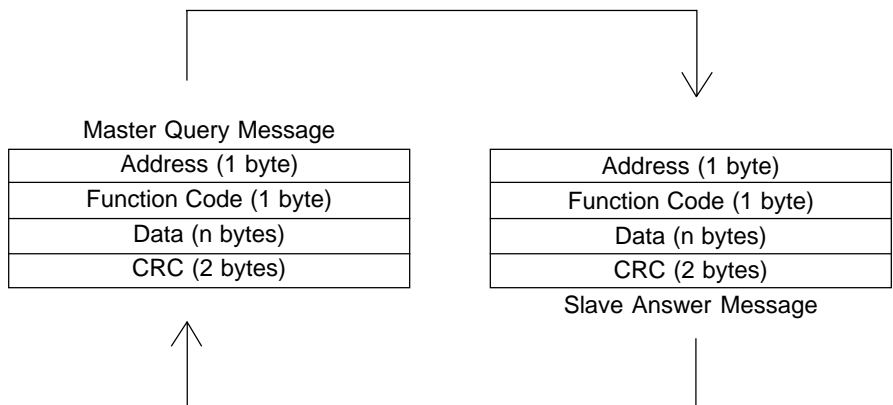 Master Query Message
Address (1 byte)
Function Code (1 byte)
Data (n bytes)
CRC (2 bytes)
Address (1 byte)
Function Code (1 byte)
Data (n bytes)
CRC (2 bytes)
Slave Answer Message